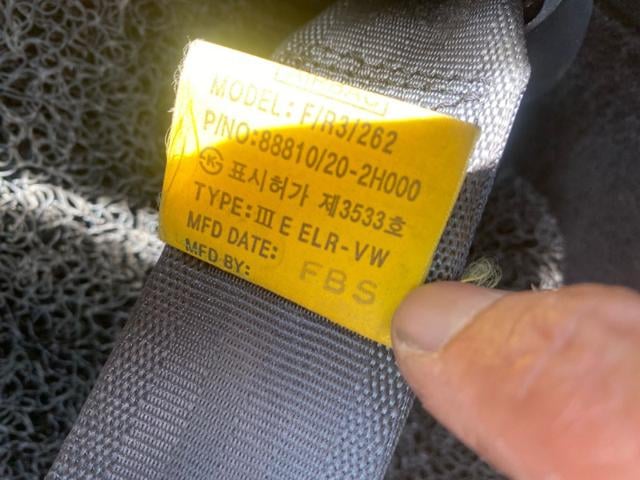 AIRBAG
MODEL: F/R3/262
P/NO:88810/20-2H000
K 표시허가 제3533호
TYPE:Ⅲ E ELR-VW
MFD DATE:
MFD BY: FBS